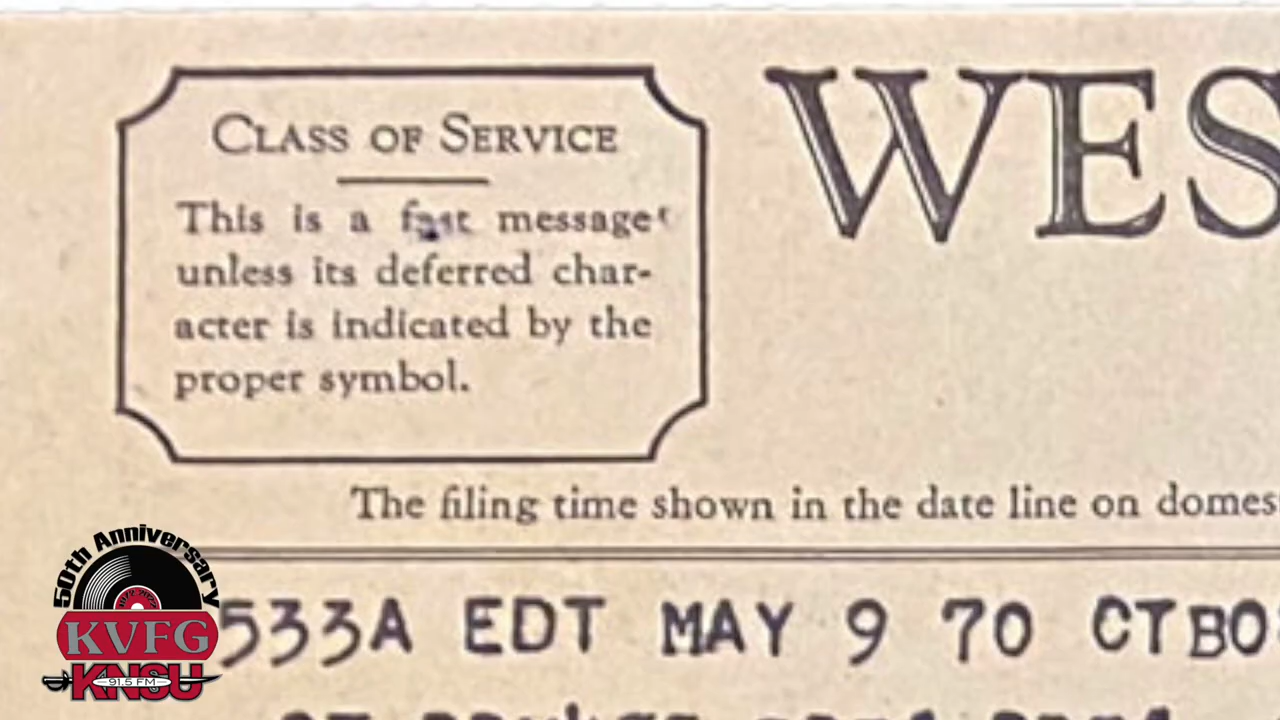 CLASS OF SERVICE
This is a fast message
unless its deferred char-
acter is indicated by the
proper symbol.
WES
The filing time shown in the date line on domes
533A EDT MAY 9 70 CTBO
50th Anniversary
1972 2022
KVFG
KNSU
91.5 FM